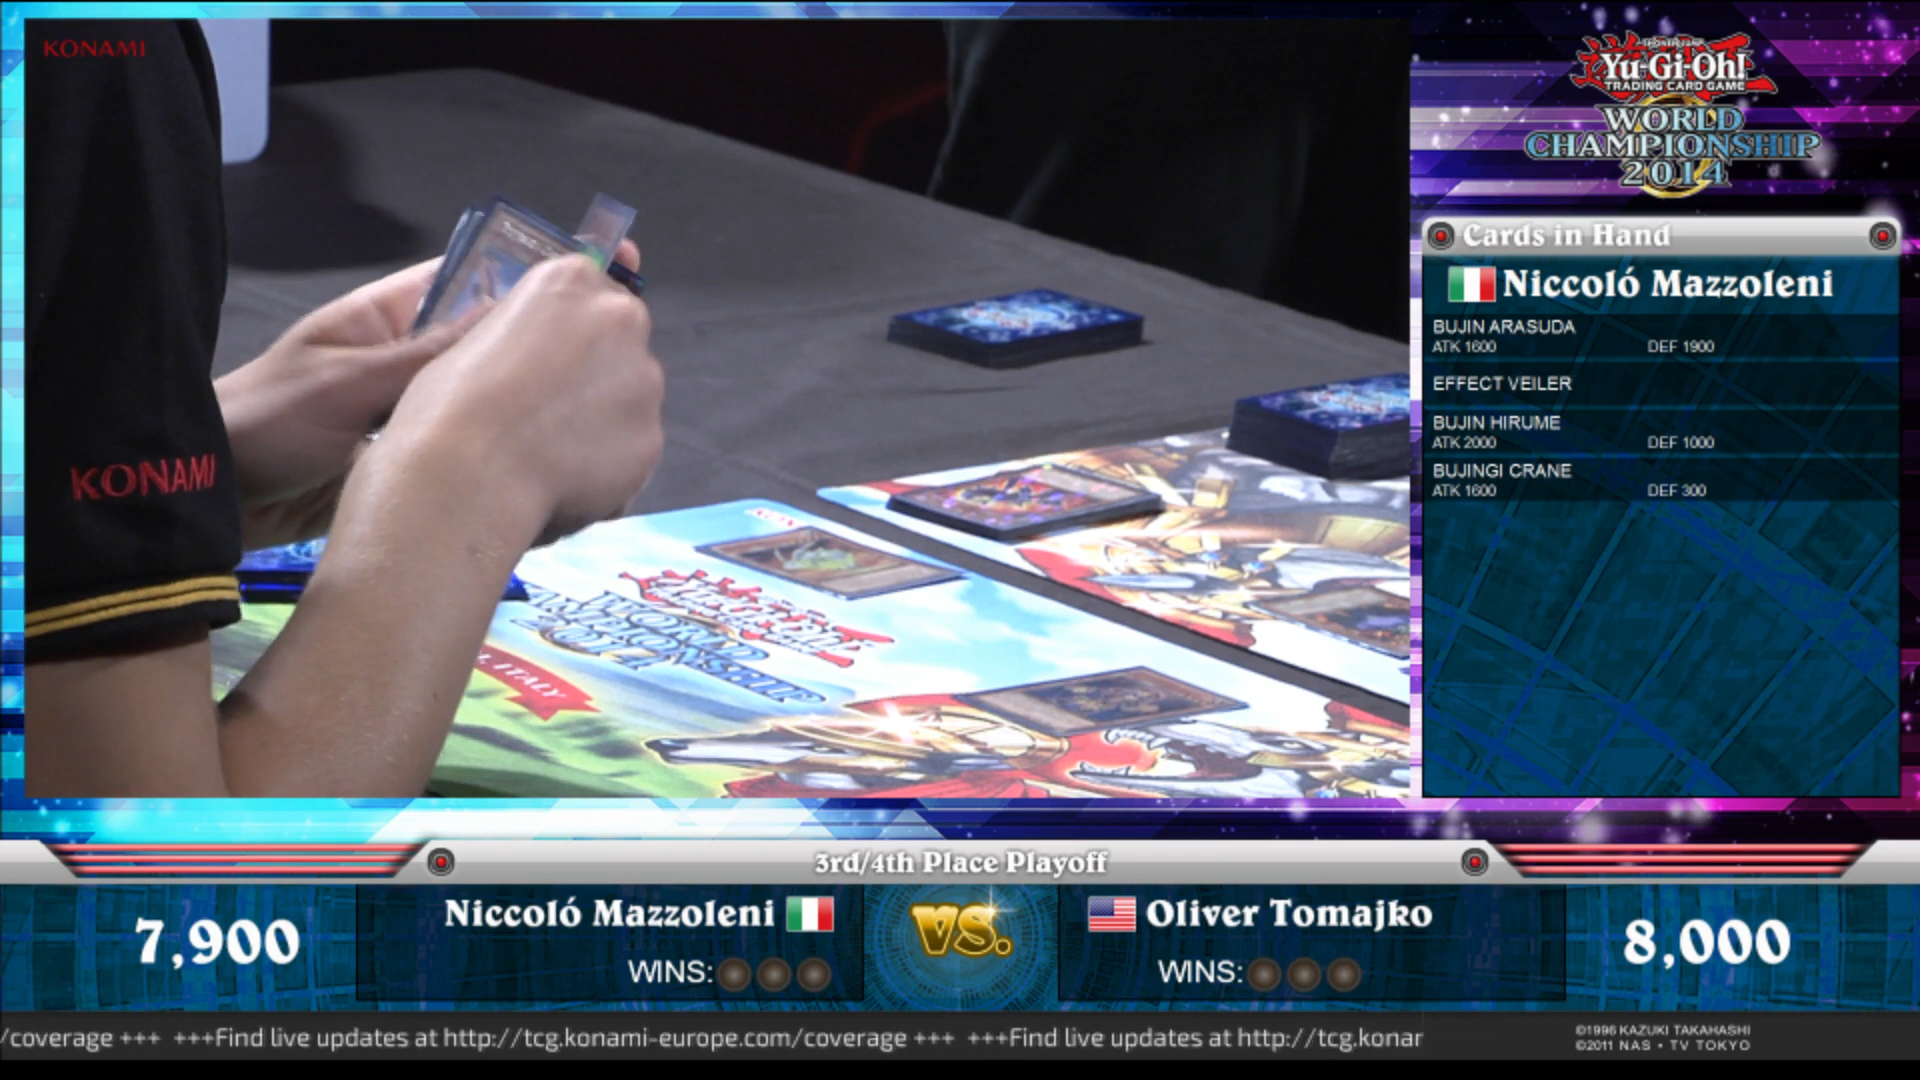 KONAMI
KONAMI
Yu-Gi-Oh!
TRADING CARD GAME
WORLD
CHAMPIONSHIP
2014
Cards in Hand
Niccoló Mazzoleni
BUJIN ARASUDA
ATK 1600 DEF 1900
EFFECT VEILER
BUJIN HIRUME
ATK 2000 DEF 1000
BUJINGI CRANE
ATK 1600 DEF 300
WORLD
2014
ITALY
3rd/4th Place Playoff
7,900
Niccoló Mazzoleni
WINS:
VS.
Oliver Tomajko
WINS:
8,000
/coverage +++ +++Find live updates at http://tcg.konami-europe.com/coverage +++ +++Find live updates at http://tcg.konar
©1996 KAZUKI TAKAHASHI
©2011 NAS • TV TOKYO